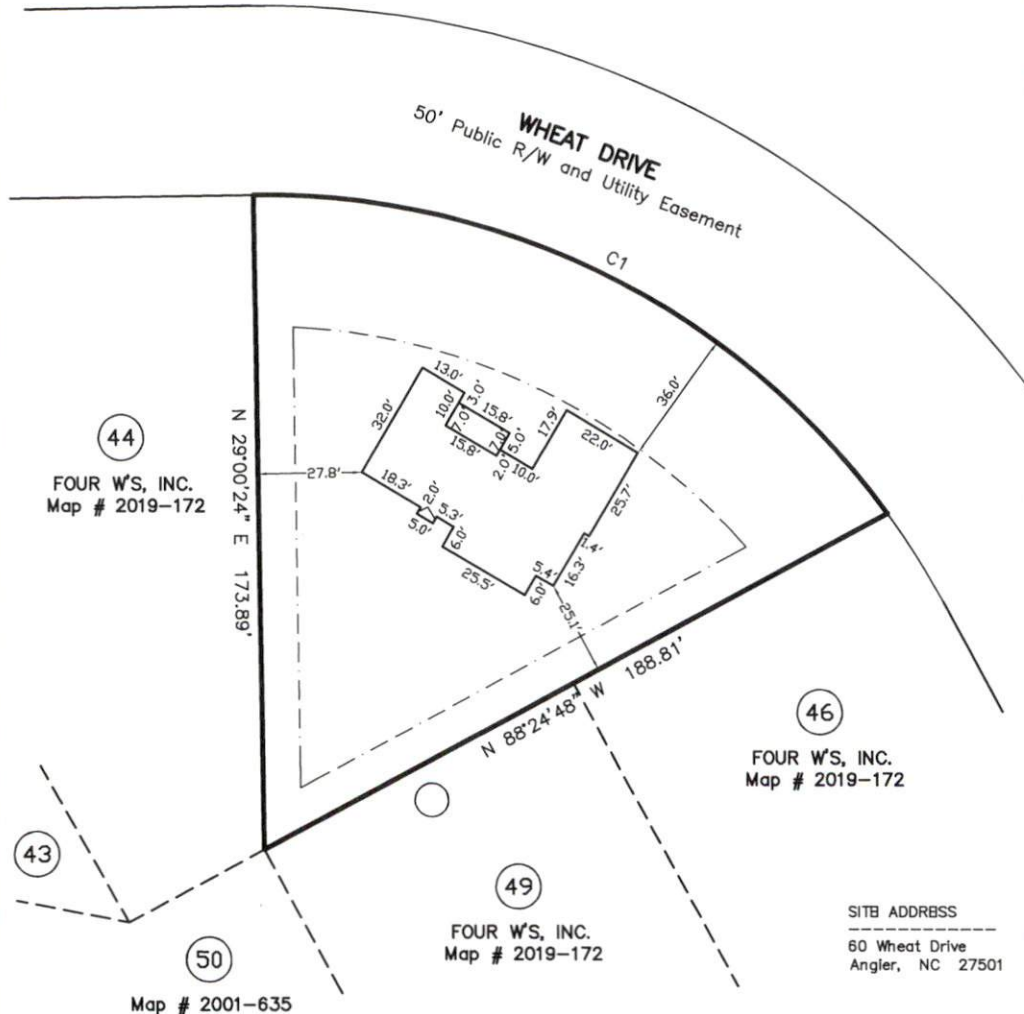 WHEAT DRIVE
50' Public R/W and Utility Easement
C1
36.0'
13.0'
3.0'
10.0'
7.0'
15.8'
32.0'
15.8'
7.0'
5.0'
2.0'
17.9'
22.0'
10.0'
N 29°00'24" E 173.89'
44
FOUR W'S, INC.
Map # 2019-172
27.8'
18.3'
2.0'
5.3'
5.0'
6.0'
25.7'
1.4'
25.5'
5.4'
16.3'
6.0'
25.1'
N 88°24'48" W 188.81'
46
FOUR W'S, INC.
Map # 2019-172
43
49
FOUR W'S, INC.
Map # 2019-172
50
Map # 2001-635
SITE ADDRESS
60 Wheat Drive
Angier, NC 27501